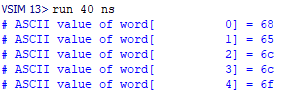 VSIM 13> run 40 ns
# ASCII value of word[          0] = 68
# ASCII value of word[          1] = 65
# ASCII value of word[          2] = 6c
# ASCII value of word[          3] = 6c
# ASCII value of word[          4] = 6f